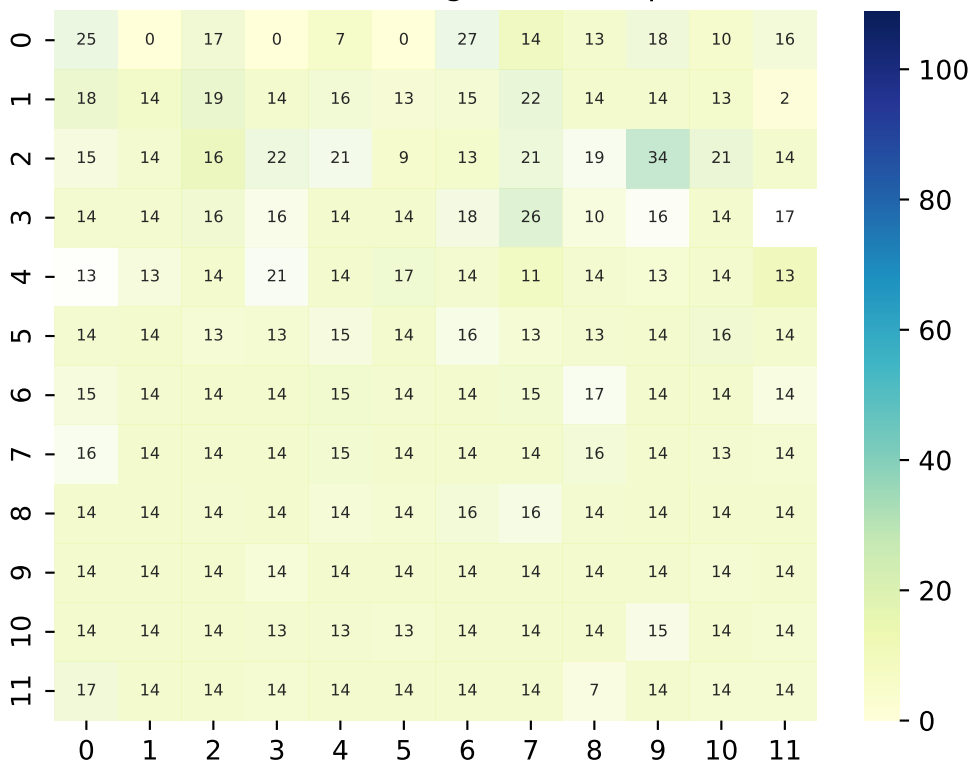 0 25 0 17 0 7 0 27 14 13 18 10 16
1 18 14 19 14 16 13 15 22 14 14 13 2
2 15 14 16 22 21 9 13 21 19 34 21 14
3 14 14 16 16 14 14 18 26 10 16 14 17
4 13 13 14 21 14 17 14 11 14 13 14 13
5 14 14 13 13 15 14 16 13 13 14 16 14
6 15 14 14 14 15 14 14 15 17 14 14 14
7 16 14 14 14 15 14 14 14 16 14 13 14
8 14 14 14 14 14 14 16 16 14 14 14 14
9 14 14 14 14 14 14 14 14 14 14 14 14
10 14 14 14 13 13 13 14 14 14 15 14 14
11 17 14 14 14 14 14 14 14 7 14 14 14
0 1 2 3 4 5 6 7 8 9 10 11
100
80
60
40
20
0